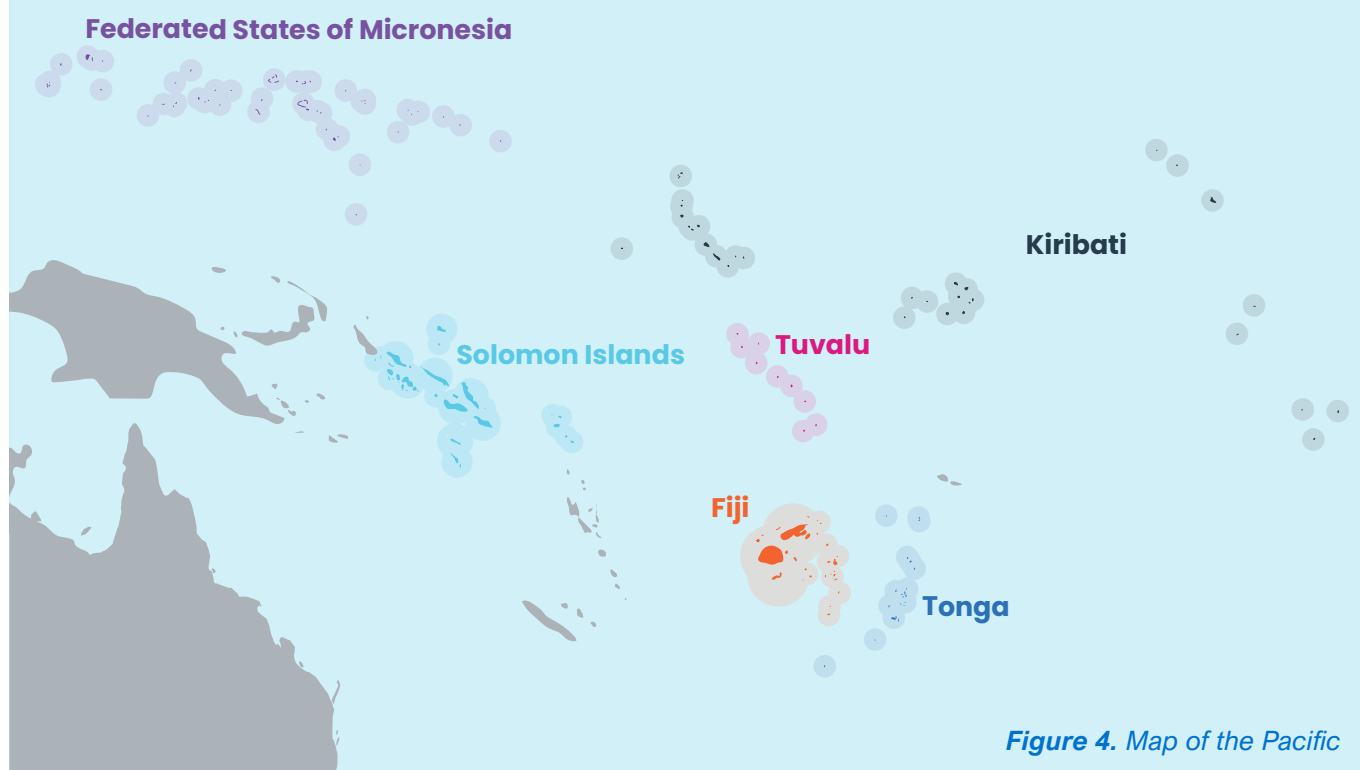 Federated States of Micronesia
Kiribati
Solomon Islands
Tuvalu
Fiji
Tonga
Figure 4. Map of the Pacific